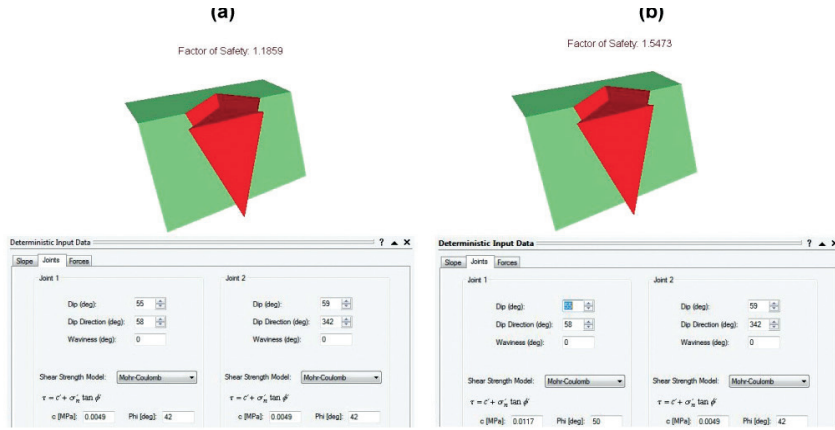 (a)
(b)
Factor of Safety: 1.1859
Factor of Safety: 1.5473
Deterministic Input Data
? ▲ ×
Slope Joints Forces
Joint 1
Joint 2
Dip (deg): 55
Dip (deg): 59
Dip Direction (deg): 58
Dip Direction (deg): 342
Waviness (deg): 0
Waviness (deg): 0
Shear Strength Model: Mohr-Coulomb
Shear Strength Model: Mohr-Coulomb
τ = c' + σ'n tan ϕ'
τ = c' + σ'n tan ϕ'
c [MPa]: 0.0049 Phi [deg]: 42
c [MPa]: 0.0049 Phi [deg]: 42
Deterministic Input Data
? ▲ ×
Slope Joints Forces
Joint 1
Joint 2
Dip (deg): 55
Dip (deg): 59
Dip Direction (deg): 58
Dip Direction (deg): 342
Waviness (deg): 0
Waviness (deg): 0
Shear Strength Model: Mohr-Coulomb
Shear Strength Model: Mohr-Coulomb
τ = c' + σ'n tan ϕ'
τ = c' + σ'n tan ϕ'
c [MPa]: 0.0117 Phi [deg]: 50
c [MPa]: 0.0049 Phi [deg]: 42